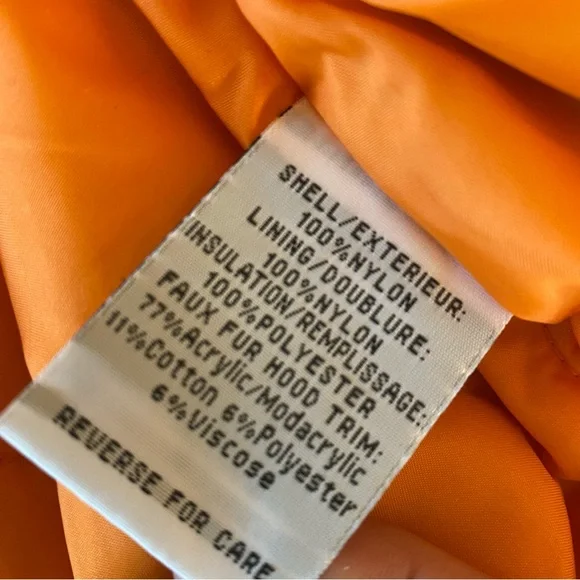 SHELL/EXTERIEUR:
100%NYLON
LINING/DOUBLURE:
100%NYLON
INSULATION/REMPLISSAGE:
100%POLYESTER
FAUX FUR HOOD TRIM:
77%Acrylic/Modacrylic
11%Cotton 6%Polyester
6%Viscose
REVERSE FOR CARE